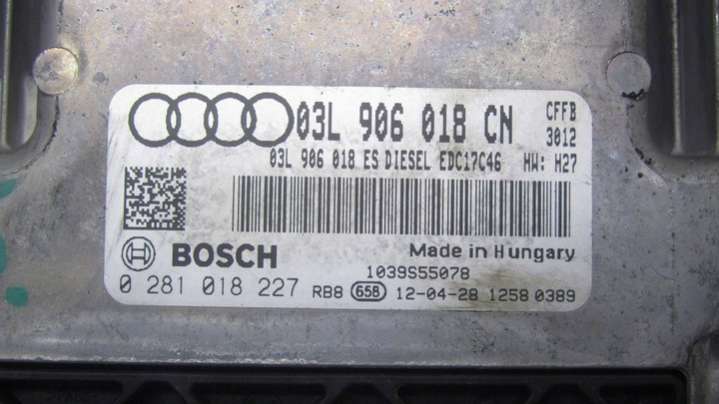 03L 906 018 CN CFFB
3012
03L 906 018 ES DIESEL EDC17C46 HW: H27
BOSCH Made in Hungary
1039S55078
0 281 018 227 RB8 658 12-04-28 1258 0389